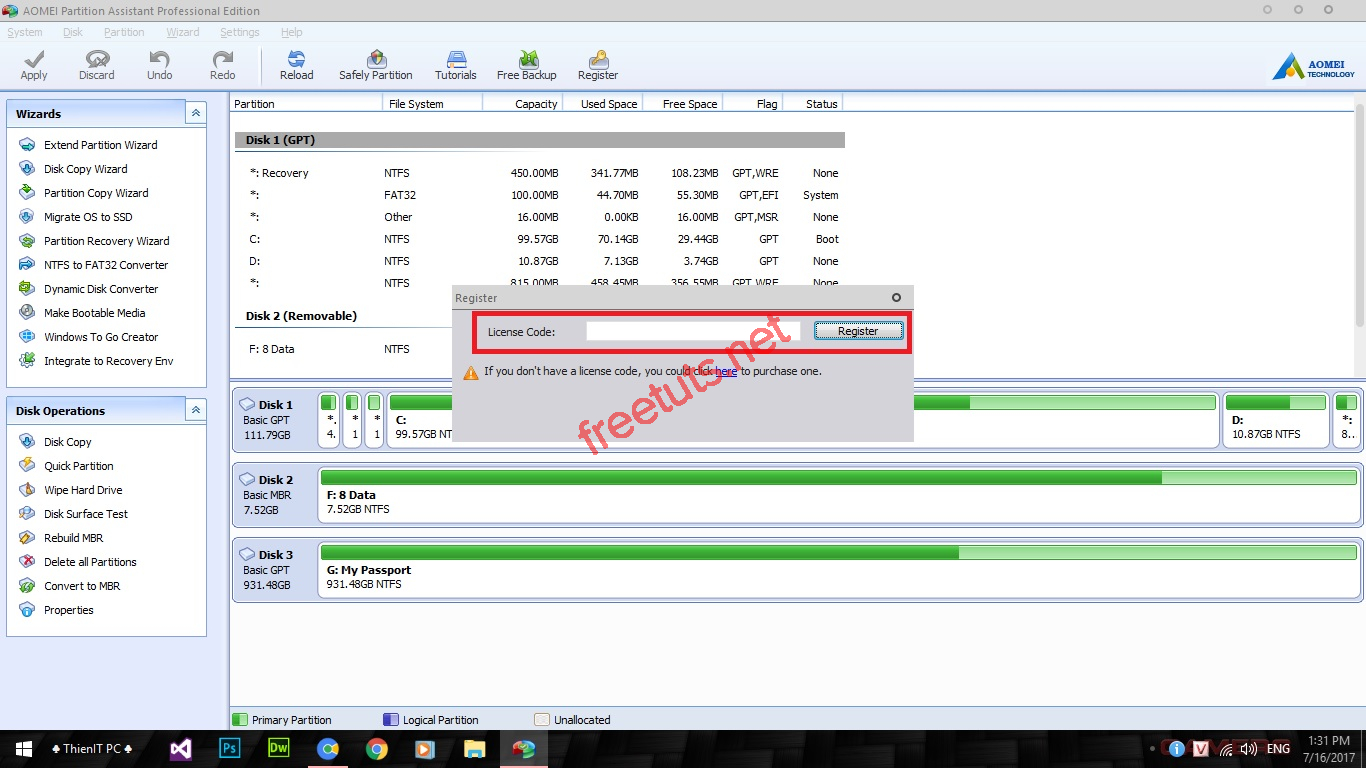 AOMEI Partition Assistant Professional Edition
System Disk Partition Wizard Settings Help
Apply Discard Undo Redo Reload Safely Partition Tutorials Free Backup Register
AOMEI
TECHNOLOGY
Wizards
Extend Partition Wizard
Disk Copy Wizard
Partition Copy Wizard
Migrate OS to SSD
Partition Recovery Wizard
NTFS to FAT32 Converter
Dynamic Disk Converter
Make Bootable Media
Windows To Go Creator
Integrate to Recovery Env
Disk Operations
Disk Copy
Quick Partition
Wipe Hard Drive
Disk Surface Test
Rebuild MBR
Delete all Partitions
Convert to MBR
Properties
Partition File System Capacity Used Space Free Space Flag Status
Disk 1 (GPT)
*: Recovery NTFS 450.00MB 341.77MB 108.23MB GPT,WRE None
*: FAT32 100.00MB 44.70MB 55.30MB GPT,EFI System
*: Other 16.00MB 0.00KB 16.00MB GPT,MSR None
C: NTFS 99.57GB 70.14GB 29.44GB GPT Boot
D: NTFS 10.87GB 7.13GB 3.74GB GPT None
*: NTFS 815.00MB 458.45MB 356.55MB GPT,WRE None
Disk 2 (Removable)
F: 8 Data NTFS
Register
License Code: Register
If you don't have a license code, you could click here to purchase one.
freetuts.net
Disk 1
Basic GPT
111.79GB
*. * * C: D: *:
4. 1 1 99.57GB NT 10.87GB NTFS 8...
Disk 2
Basic MBR
7.52GB
F: 8 Data
7.52GB NTFS
Disk 3
Basic GPT
931.48GB
G: My Passport
931.48GB NTFS
Primary Partition Logical Partition Unallocated
♣ ThienIT PC ♣ Ps Dw V ENG
1:31 PM
7/16/2017